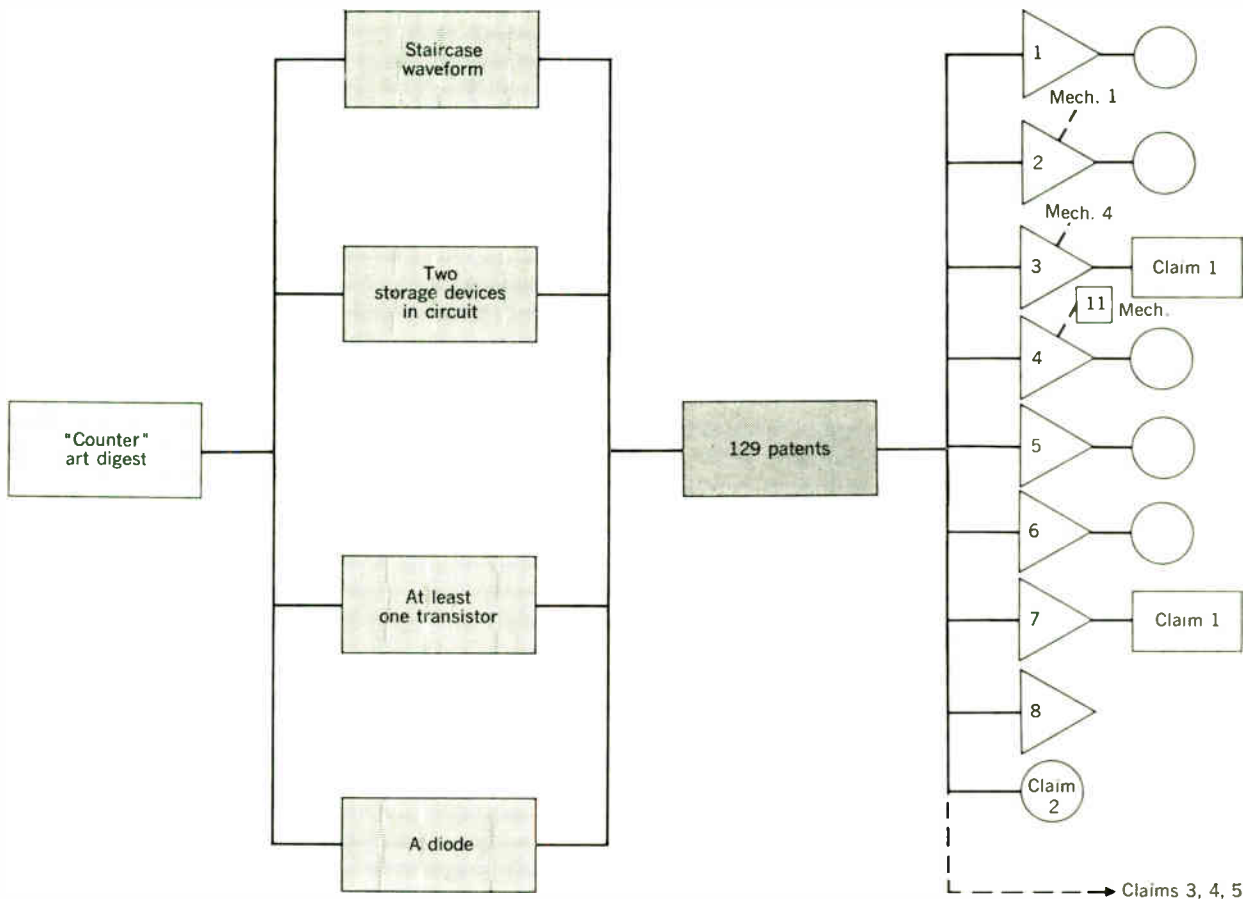 "Counter"
art digest
Staircase
waveform
Two
storage devices
in circuit
At least
one transistor
A diode
129 patents
1
Mech. 1
2
Mech. 4
3
Claim 1
11 Mech.
4
5
6
7
Claim 1
8
Claim
2
Claims 3, 4, 5